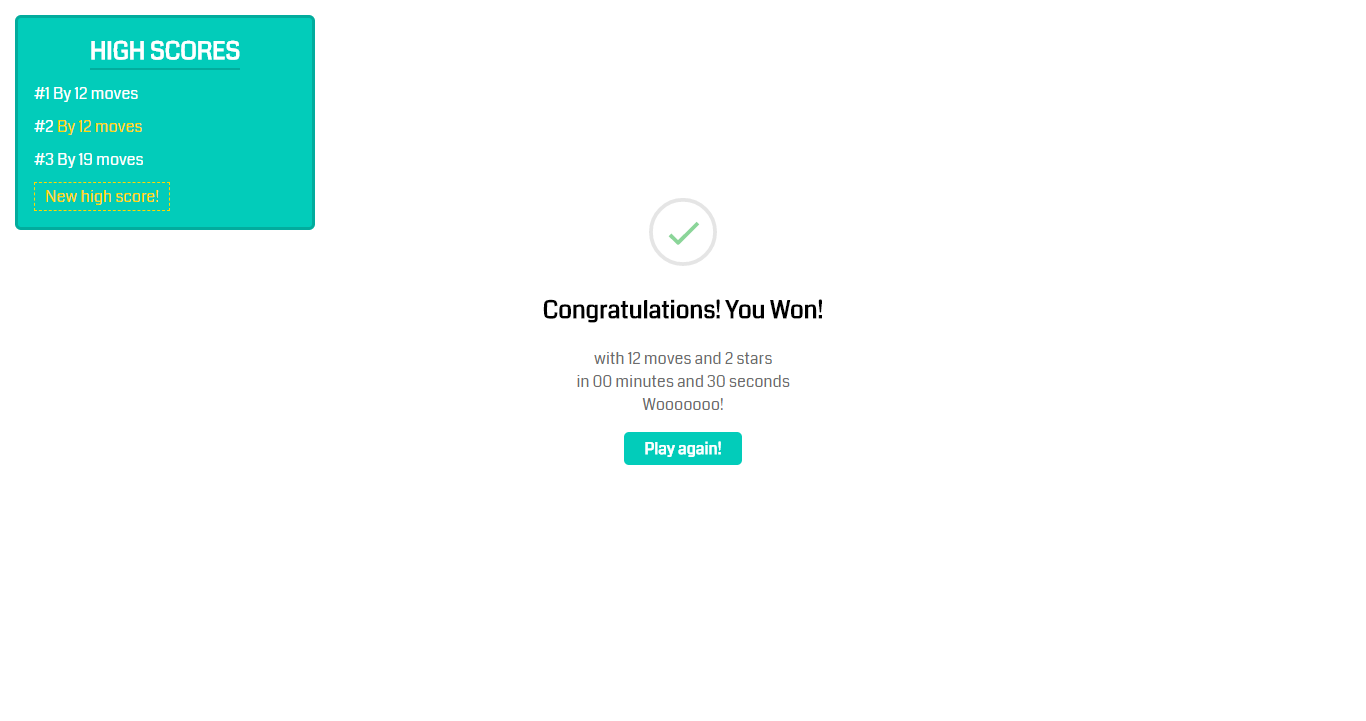 HIGH SCORES
#1 By 12 moves
#2 By 12 moves
#3 By 19 moves
New high score!
Congratulations! You Won!
with 12 moves and 2 stars
in 00 minutes and 30 seconds
Wooooooo!
Play again!